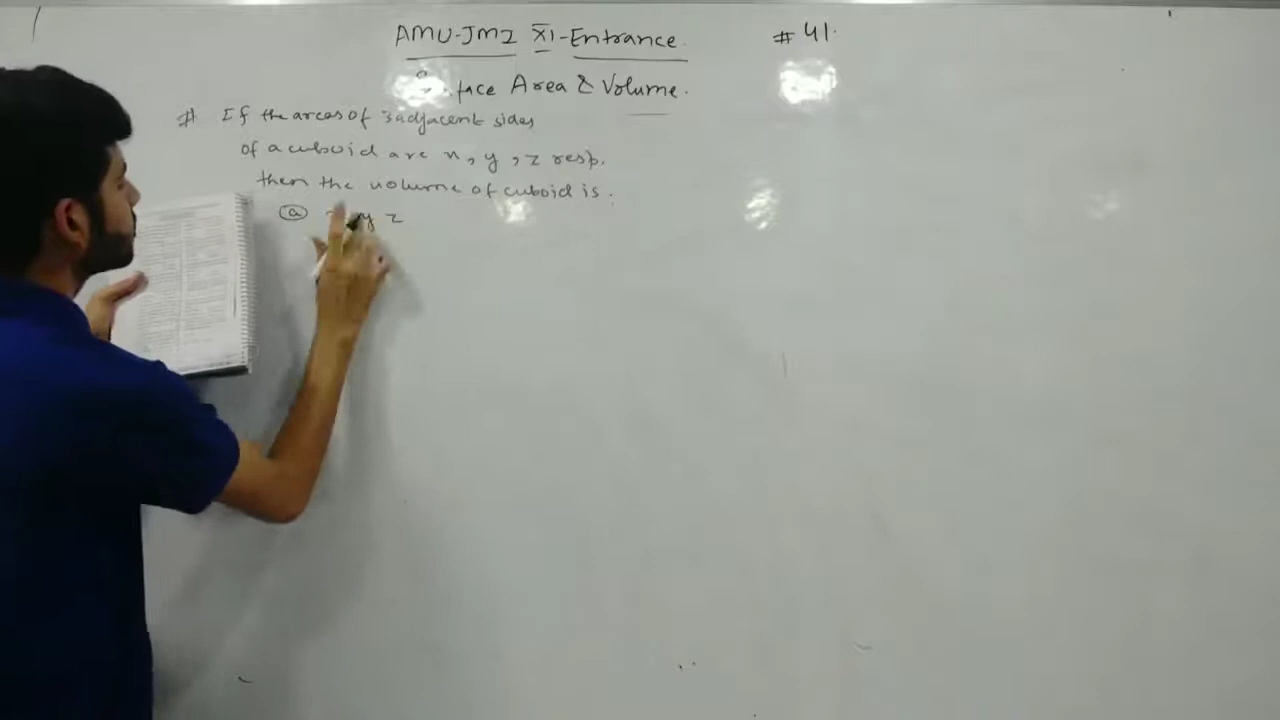 AMU-JMI XI-Entrance. # 41.
Surface Area & Volume.
# If the areas of 3 adjacent sides
of a cuboid are x, y, z resp.
then the volume of cuboid is:
(a) y z